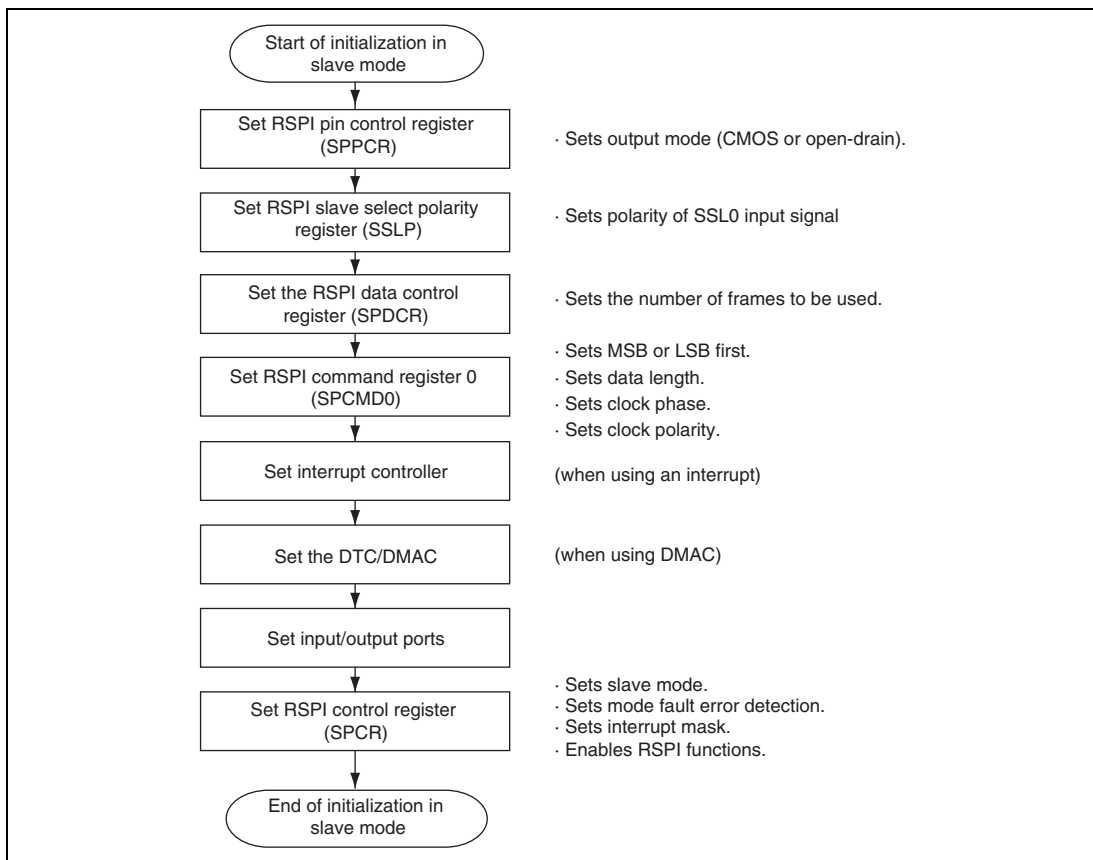 Start of initialization in
slave mode
Set RSPI pin control register
(SPPCR)
· Sets output mode (CMOS or open-drain).
Set RSPI slave select polarity
register (SSLP)
· Sets polarity of SSL0 input signal
Set the RSPI data control
register (SPDCR)
· Sets the number of frames to be used.
Set RSPI command register 0
(SPCMD0)
· Sets MSB or LSB first.
· Sets data length.
· Sets clock phase.
· Sets clock polarity.
Set interrupt controller
(when using an interrupt)
Set the DTC/DMAC
(when using DMAC)
Set input/output ports
Set RSPI control register
(SPCR)
· Sets slave mode.
· Sets mode fault error detection.
· Sets interrupt mask.
· Enables RSPI functions.
End of initialization in
slave mode